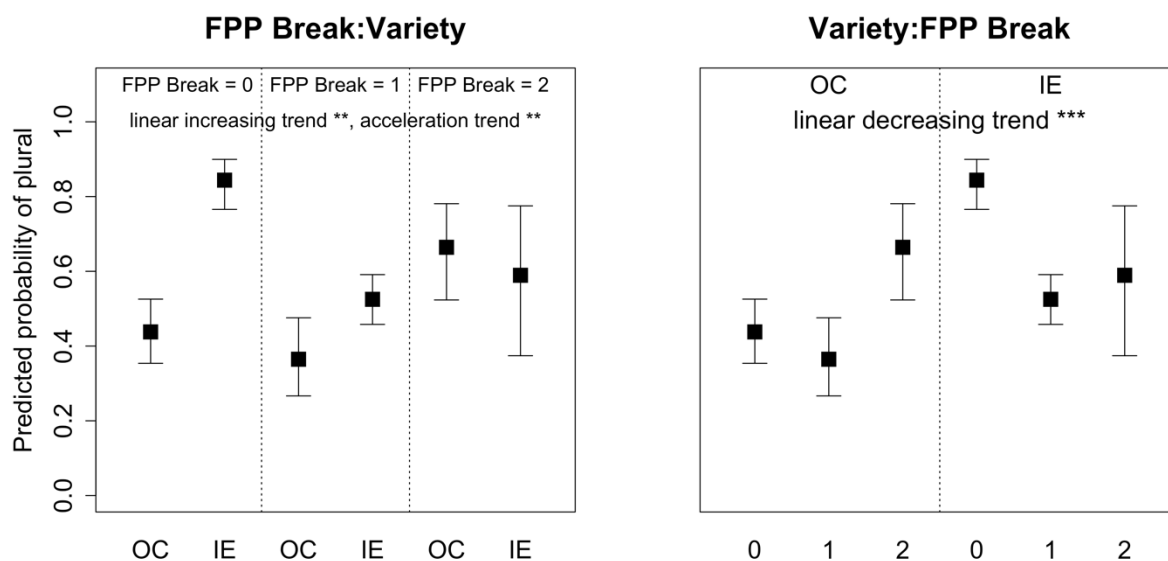 FPP Break:Variety
FPP Break = 0 FPP Break = 1 FPP Break = 2
linear increasing trend **, acceleration trend **
Predicted probability of plural
1.0
0.8
0.6
0.4
0.2
0.0
OC IE OC IE OC IE
Variety:FPP Break
OC IE
linear decreasing trend ***
0 1 2 0 1 2